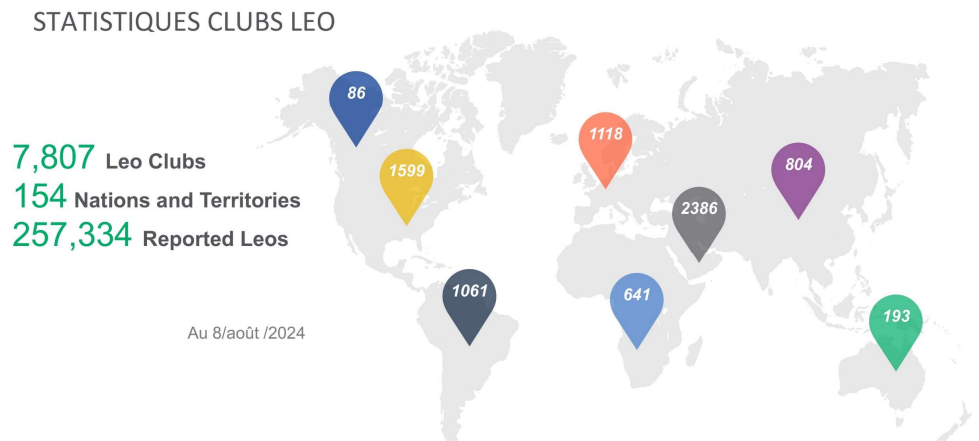 STATISTIQUES CLUBS LEO
7,807 Leo Clubs
154 Nations and Territories
257,334 Reported Leos
Au 8/août /2024
86
1599
1118
804
2386
1061
641
193